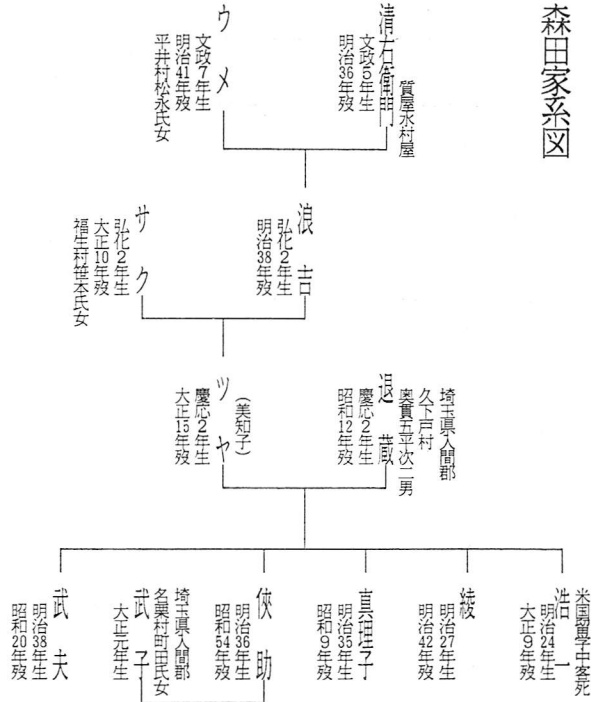 森田家系図
質屋水村屋
清右衛門
文政5年生
明治36年歿
ウメ
文政7年生
明治41年歿
平井村松永氏女
浪吉
弘化2年生
明治38年歿
サク
弘化2年生
大正10年歿
福生村笹本氏女
埼玉県入間郡
久下戸村
奥貫五平次二男
退蔵
慶応2年生
昭和12年歿
(美知子)
ツヤ
慶応2年生
大正15年歿
米国留学中客死
浩一
明治24年生
大正9年歿
綾
明治27年生
明治42年歿
真理子
明治35年生
昭和9年歿
俠助
明治36年生
昭和54年歿
埼玉県入間郡
名栗村町田氏女
武子
大正元年生
武夫
明治38年生
昭和20年歿